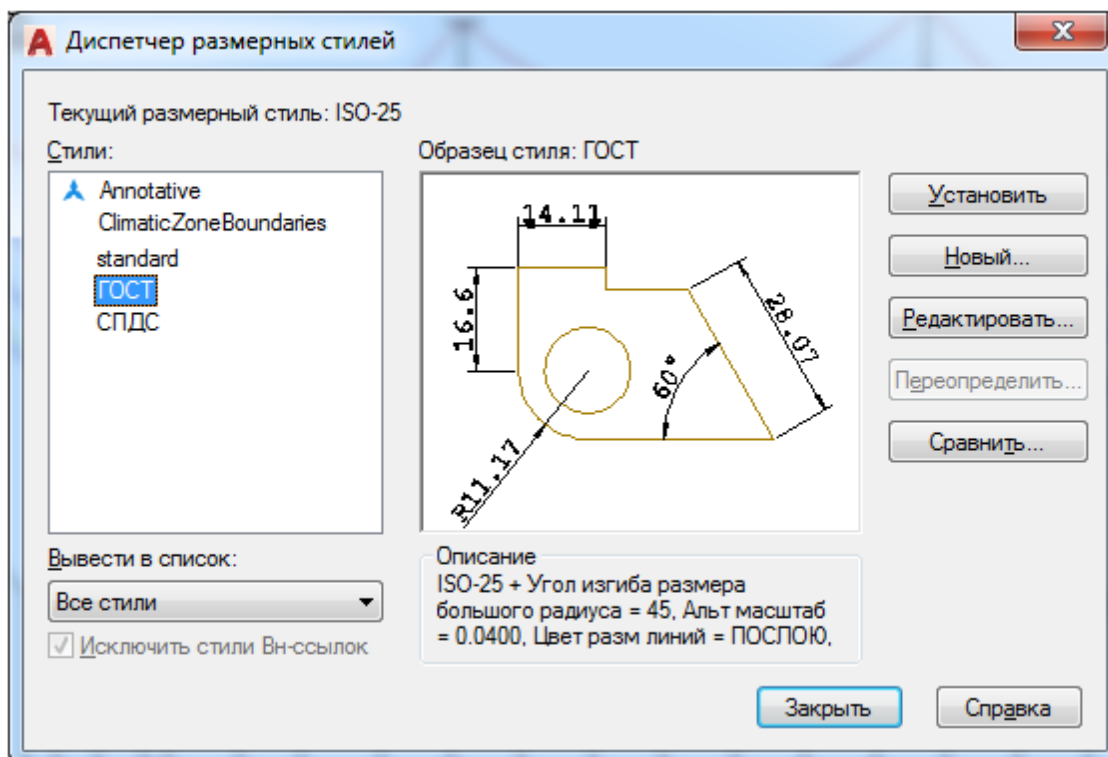 Диспетчер размерных стилей
Текущий размерный стиль: ISO-25
Стили:
Annotative
ClimaticZoneBoundaries
standard
ГОСТ
СПДС
Вывести в список:
Все стили
Исключить стили Вн-ссылок
Образец стиля: ГОСТ
14.11
16.6
28.07
60°
R11.17
Описание
ISO-25 + Угол изгиба размера
большого радиуса = 45, Альт масштаб
= 0.0400, Цвет разм линий = ПОСЛОЮ,
Установить
Новый...
Редактировать...
Переопределить...
Сравнить...
Закрыть
Справка